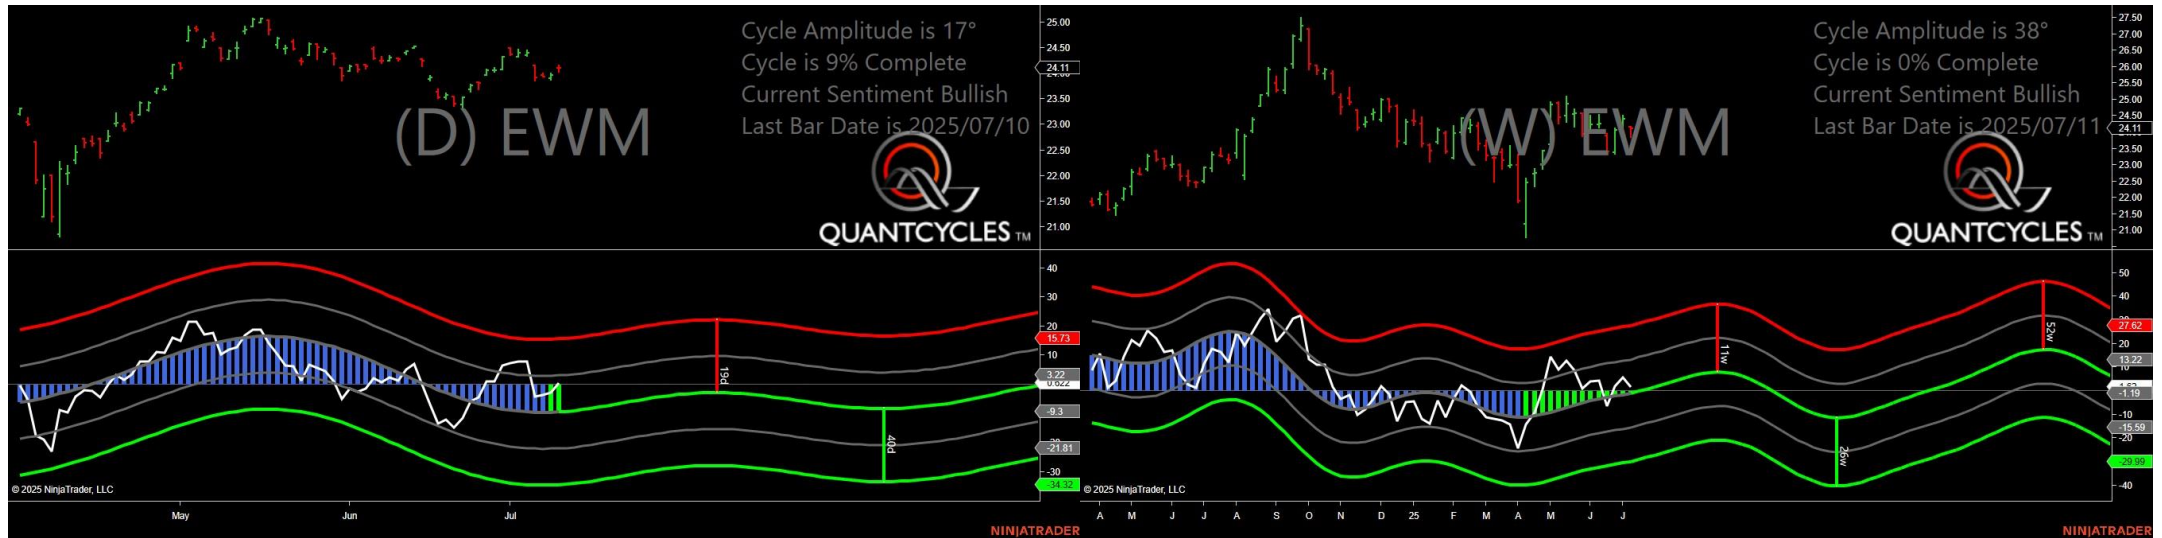 Cycle Amplitude is 17°
Cycle is 9% Complete
Current Sentiment Bullish
Last Bar Date is 2025/07/10
(D) EWM
QUANTCYCLES TM
25.00
24.50
24.11
23.50
23.00
22.50
22.00
21.50
21.00
40
30
20
15.73
10
3.22
0.622
-9.3
-21.81
-30
-34.32
19d
40d
© 2025 NinjaTrader, LLC
May
Jun
Jul
NINJATRADER
Cycle Amplitude is 38°
Cycle is 0% Complete
Current Sentiment Bullish
Last Bar Date is 2025/07/11
(W) EWM
QUANTCYCLES TM
27.50
27.00
26.50
26.00
25.50
25.00
24.50
24.11
23.50
23.00
22.50
22.00
21.50
21.00
50
40
27.62
20
13.22
-1.19
-10
-15.59
-20
-29.99
-40
11w
26w
52w
© 2025 NinjaTrader, LLC
A M J J A S O N D 25 F M A M J J
NINJATRADER